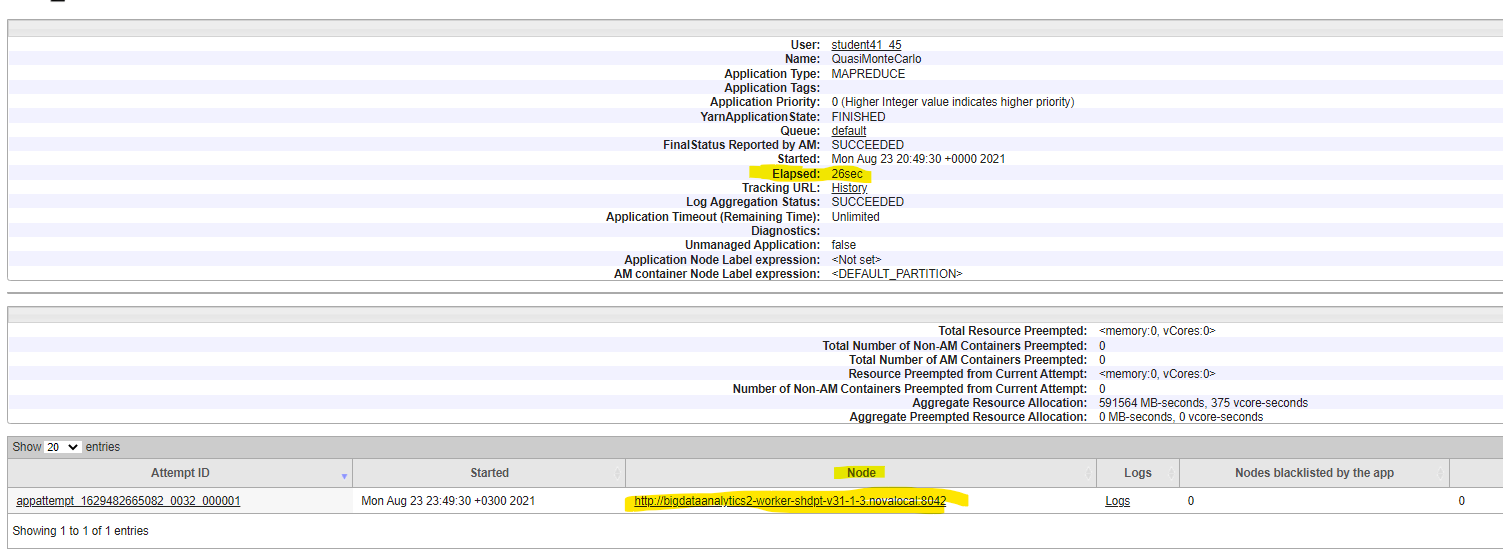 User: student41_45
Name: QuasiMonteCarlo
Application Type: MAPREDUCE
Application Tags:
Application Priority: 0 (Higher Integer value indicates higher priority)
YarnApplicationState: FINISHED
Queue: default
FinalStatus Reported by AM: SUCCEEDED
Started: Mon Aug 23 20:49:30 +0000 2021
Elapsed: 26sec
Tracking URL: History
Log Aggregation Status: SUCCEEDED
Application Timeout (Remaining Time): Unlimited
Diagnostics:
Unmanaged Application: false
Application Node Label expression: <Not set>
AM container Node Label expression: <DEFAULT_PARTITION>
Total Resource Preempted: <memory:0, vCores:0>
Total Number of Non-AM Containers Preempted: 0
Total Number of AM Containers Preempted: 0
Resource Preempted from Current Attempt: <memory:0, vCores:0>
Number of Non-AM Containers Preempted from Current Attempt: 0
Aggregate Resource Allocation: 591564 MB-seconds, 375 vcore-seconds
Aggregate Preempted Resource Allocation: 0 MB-seconds, 0 vcore-seconds
Show 20 entries
Attempt ID Started Node Logs Nodes blacklisted by the app
appattempt_1629482665082_0032_000001 Mon Aug 23 23:49:30 +0300 2021 http://bigdataanalytics2-worker-shdpt-v31-1-3.novalocal:8042 Logs 0 0
Showing 1 to 1 of 1 entries